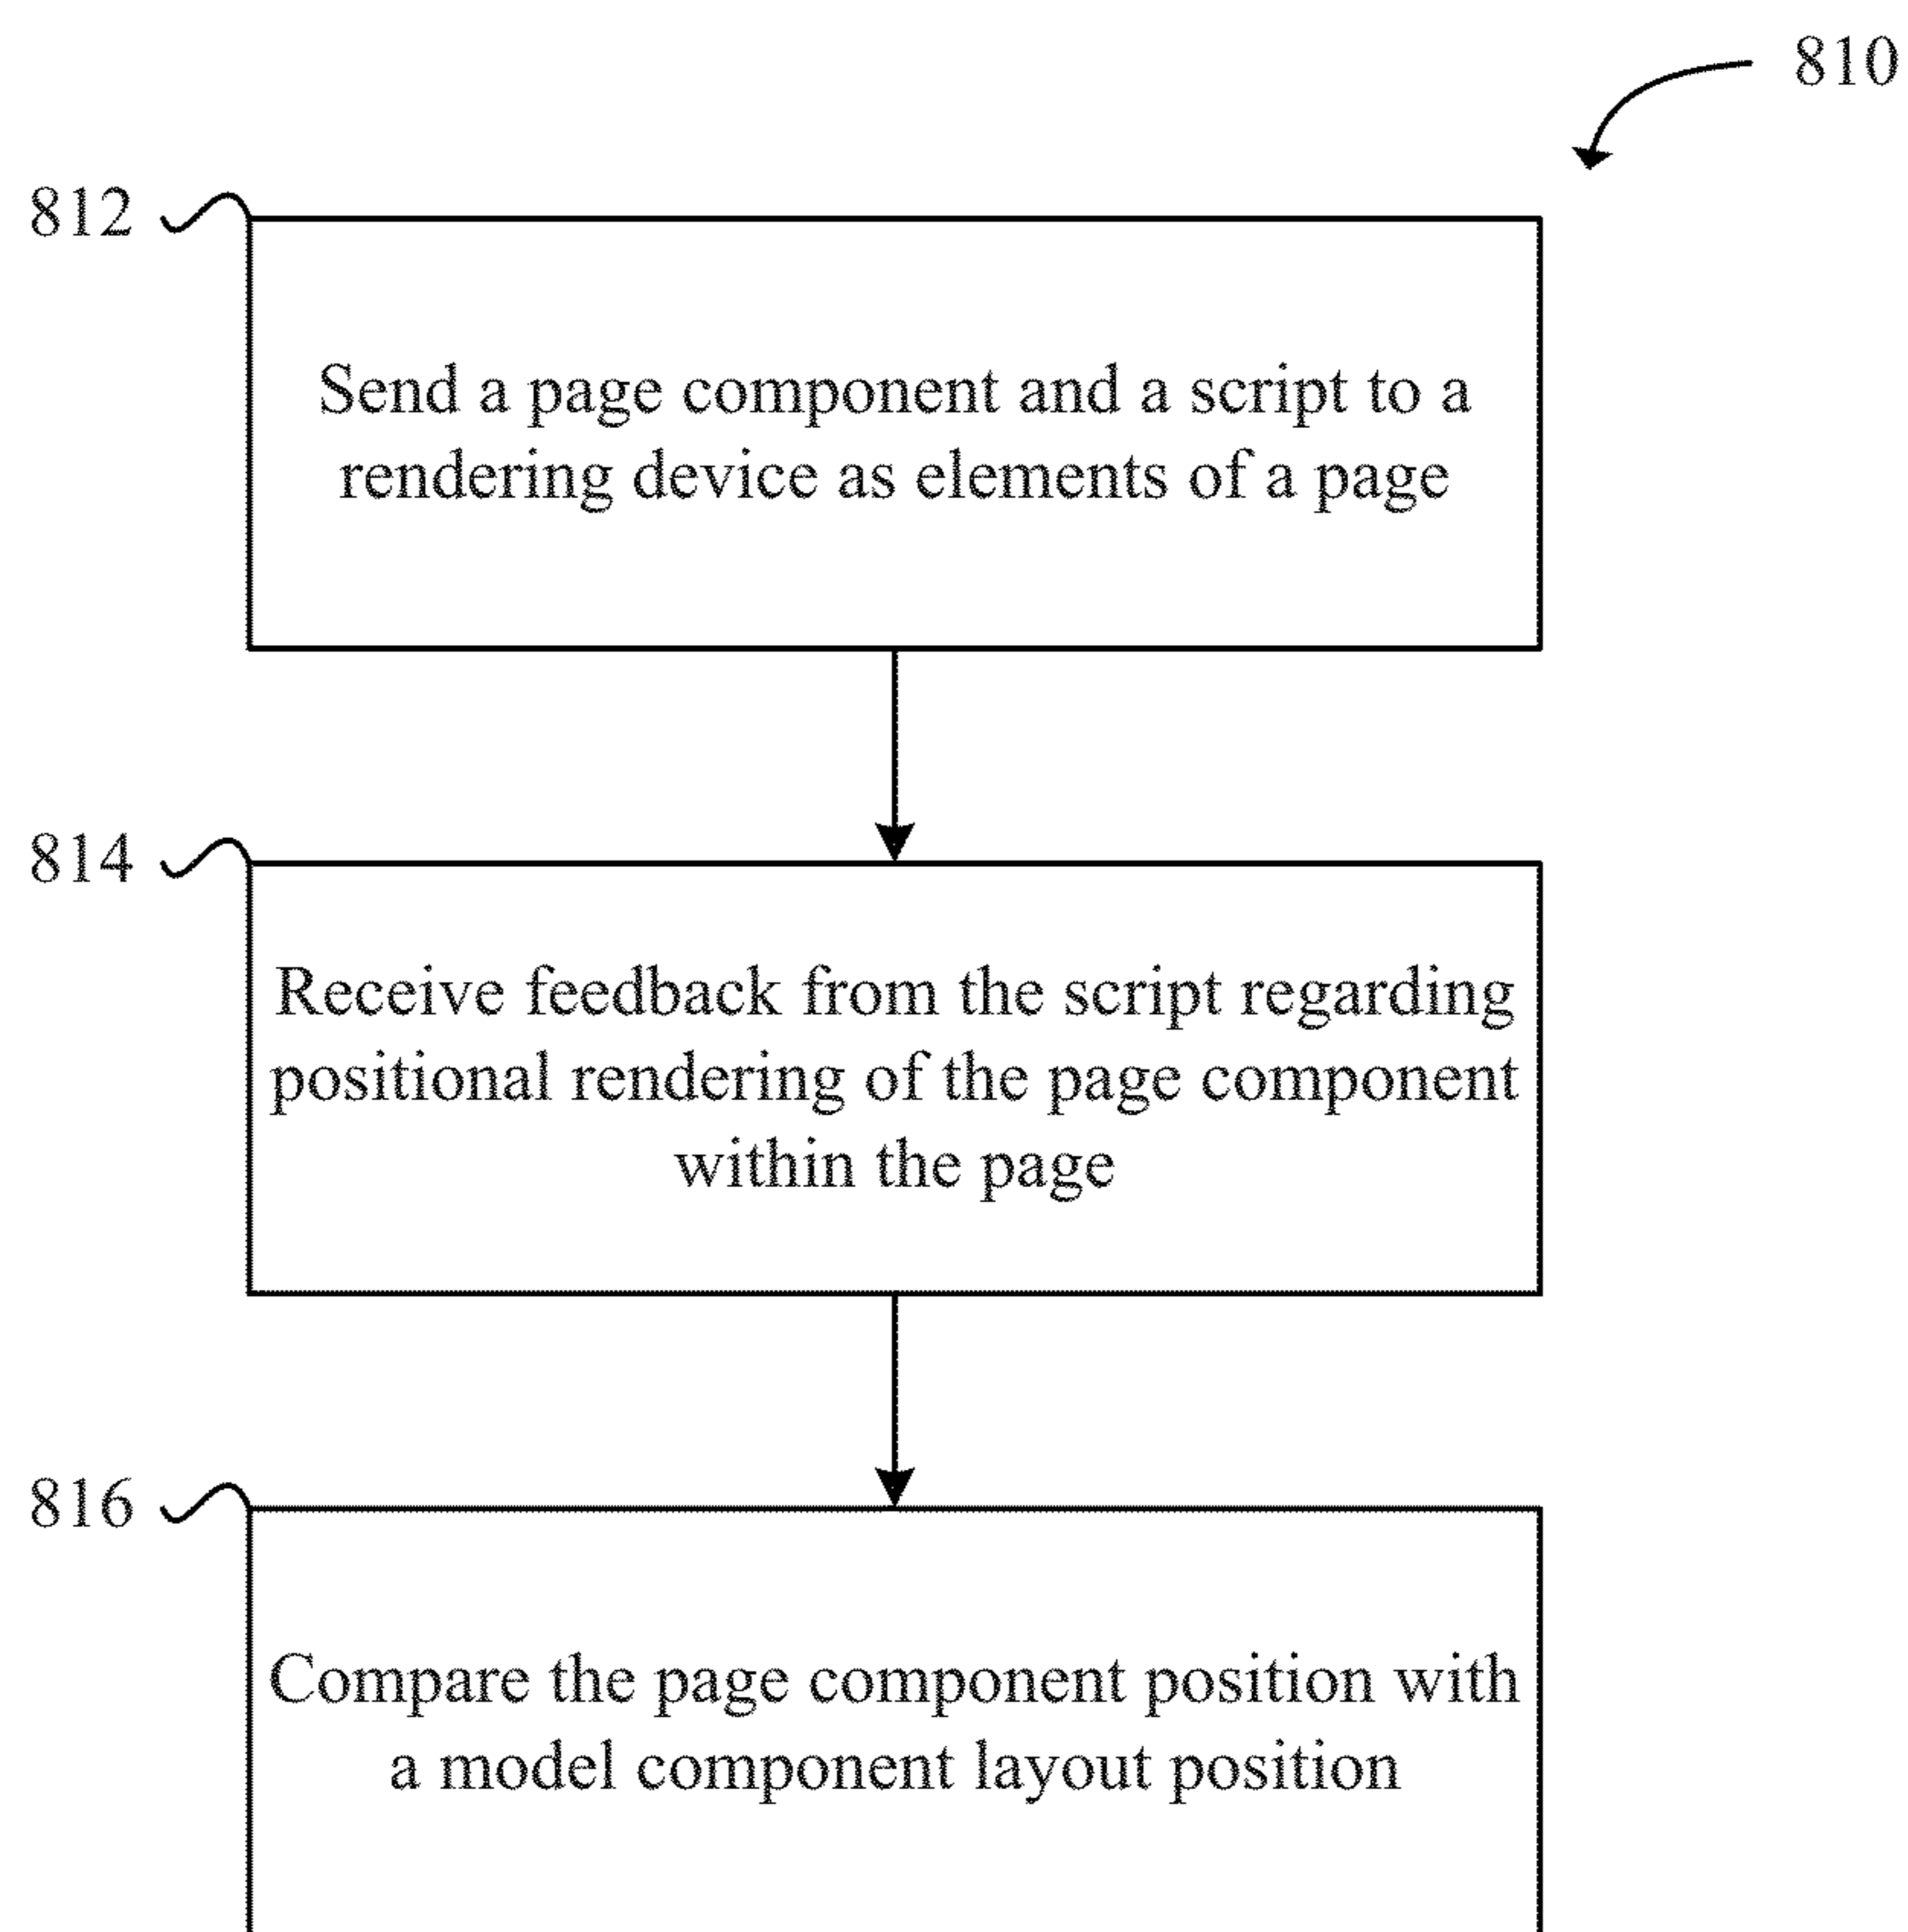 810
812
Send a page component and a script to a
rendering device as elements of a page
814
Receive feedback from the script regarding
positional rendering of the page component
within the page
816
Compare the page component position with
a model component layout position